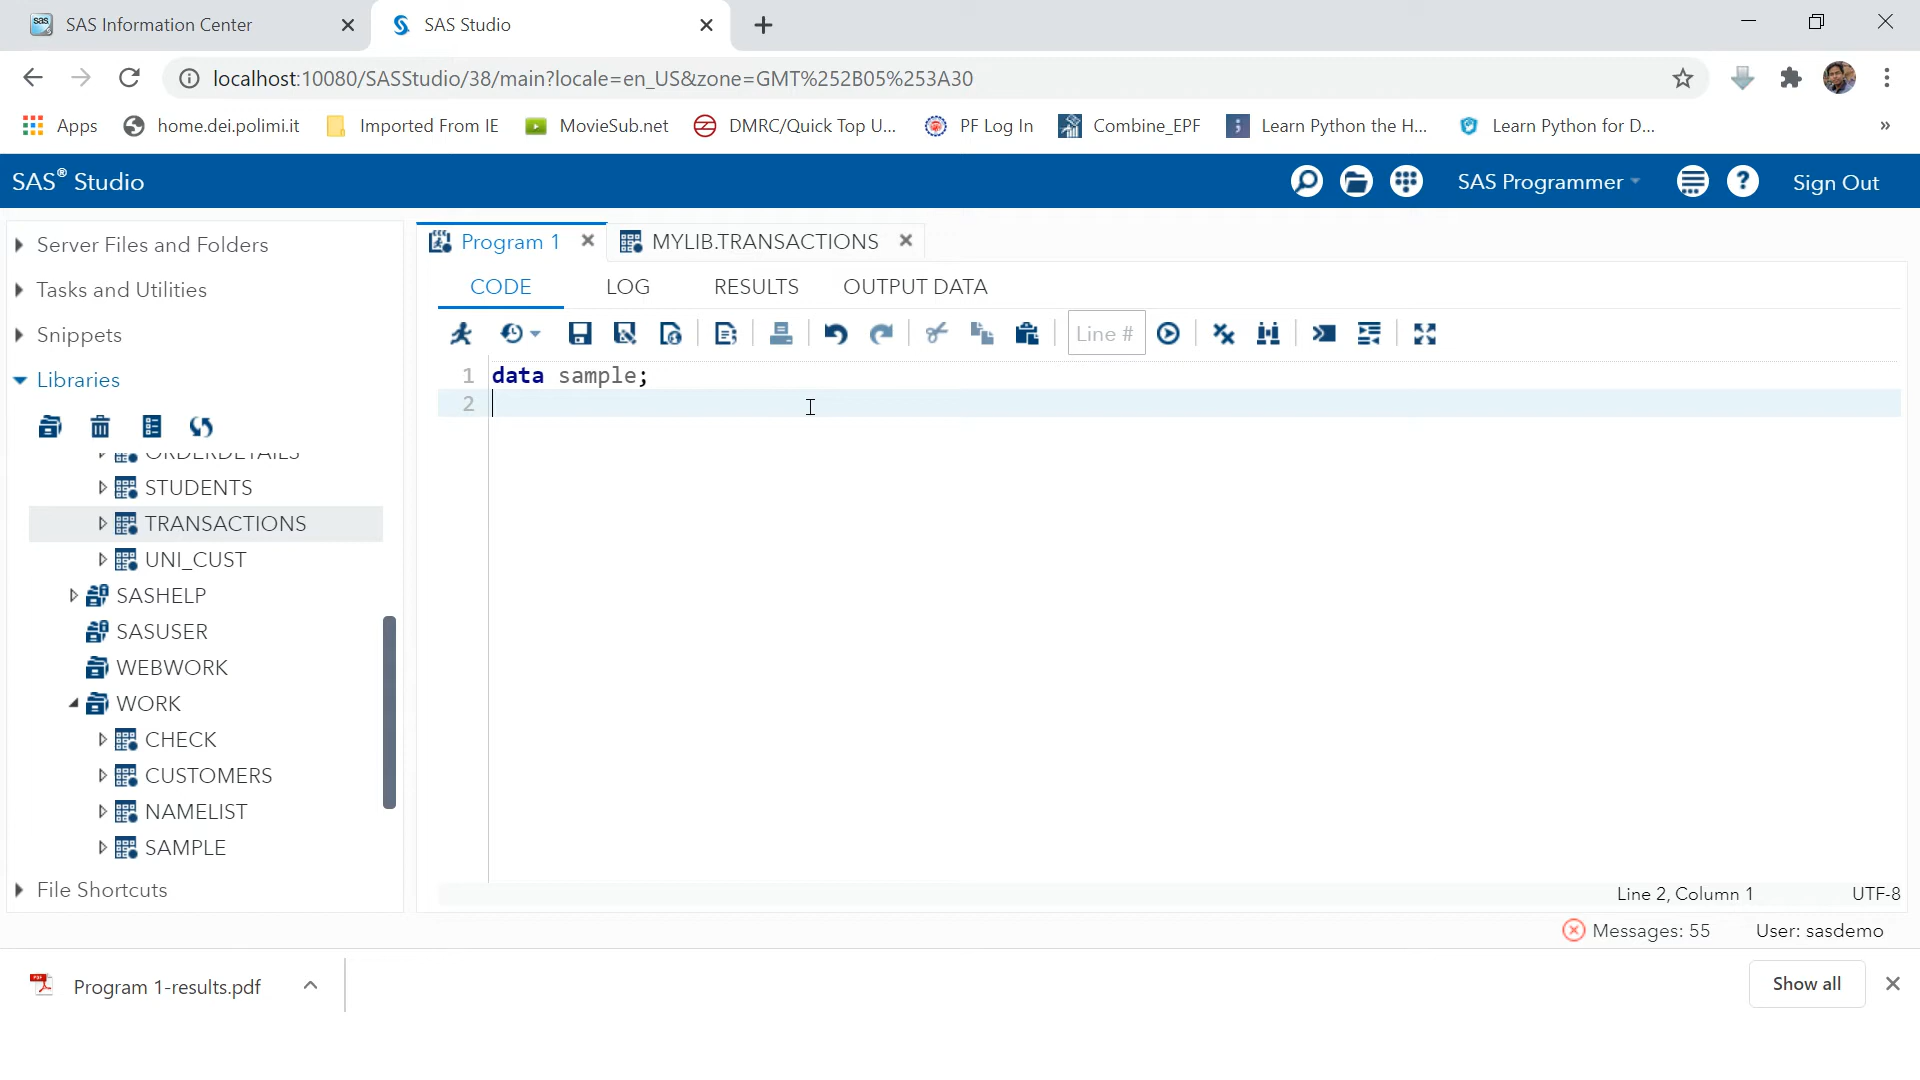 SAS Information Center
SAS Studio
localhost:10080/SASStudio/38/main?locale=en_US&zone=GMT%252B05%253A30
Apps
home.dei.polimi.it
Imported From IE
MovieSub.net
DMRC/Quick Top U...
PF Log In
Combine_EPF
Learn Python the H...
Learn Python for D...
»
SAS® Studio
SAS Programmer
Sign Out
Server Files and Folders
Tasks and Utilities
Snippets
Libraries
ORDERDETAILS
STUDENTS
TRANSACTIONS
UNI_CUST
SASHELP
SASUSER
WEBWORK
WORK
CHECK
CUSTOMERS
NAMELIST
SAMPLE
File Shortcuts
Program 1
MYLIB.TRANSACTIONS
CODE
LOG
RESULTS
OUTPUT DATA
Line #
1 data sample;
2
Line 2, Column 1
UTF-8
Messages: 55
User: sasdemo
Program 1-results.pdf
Show all